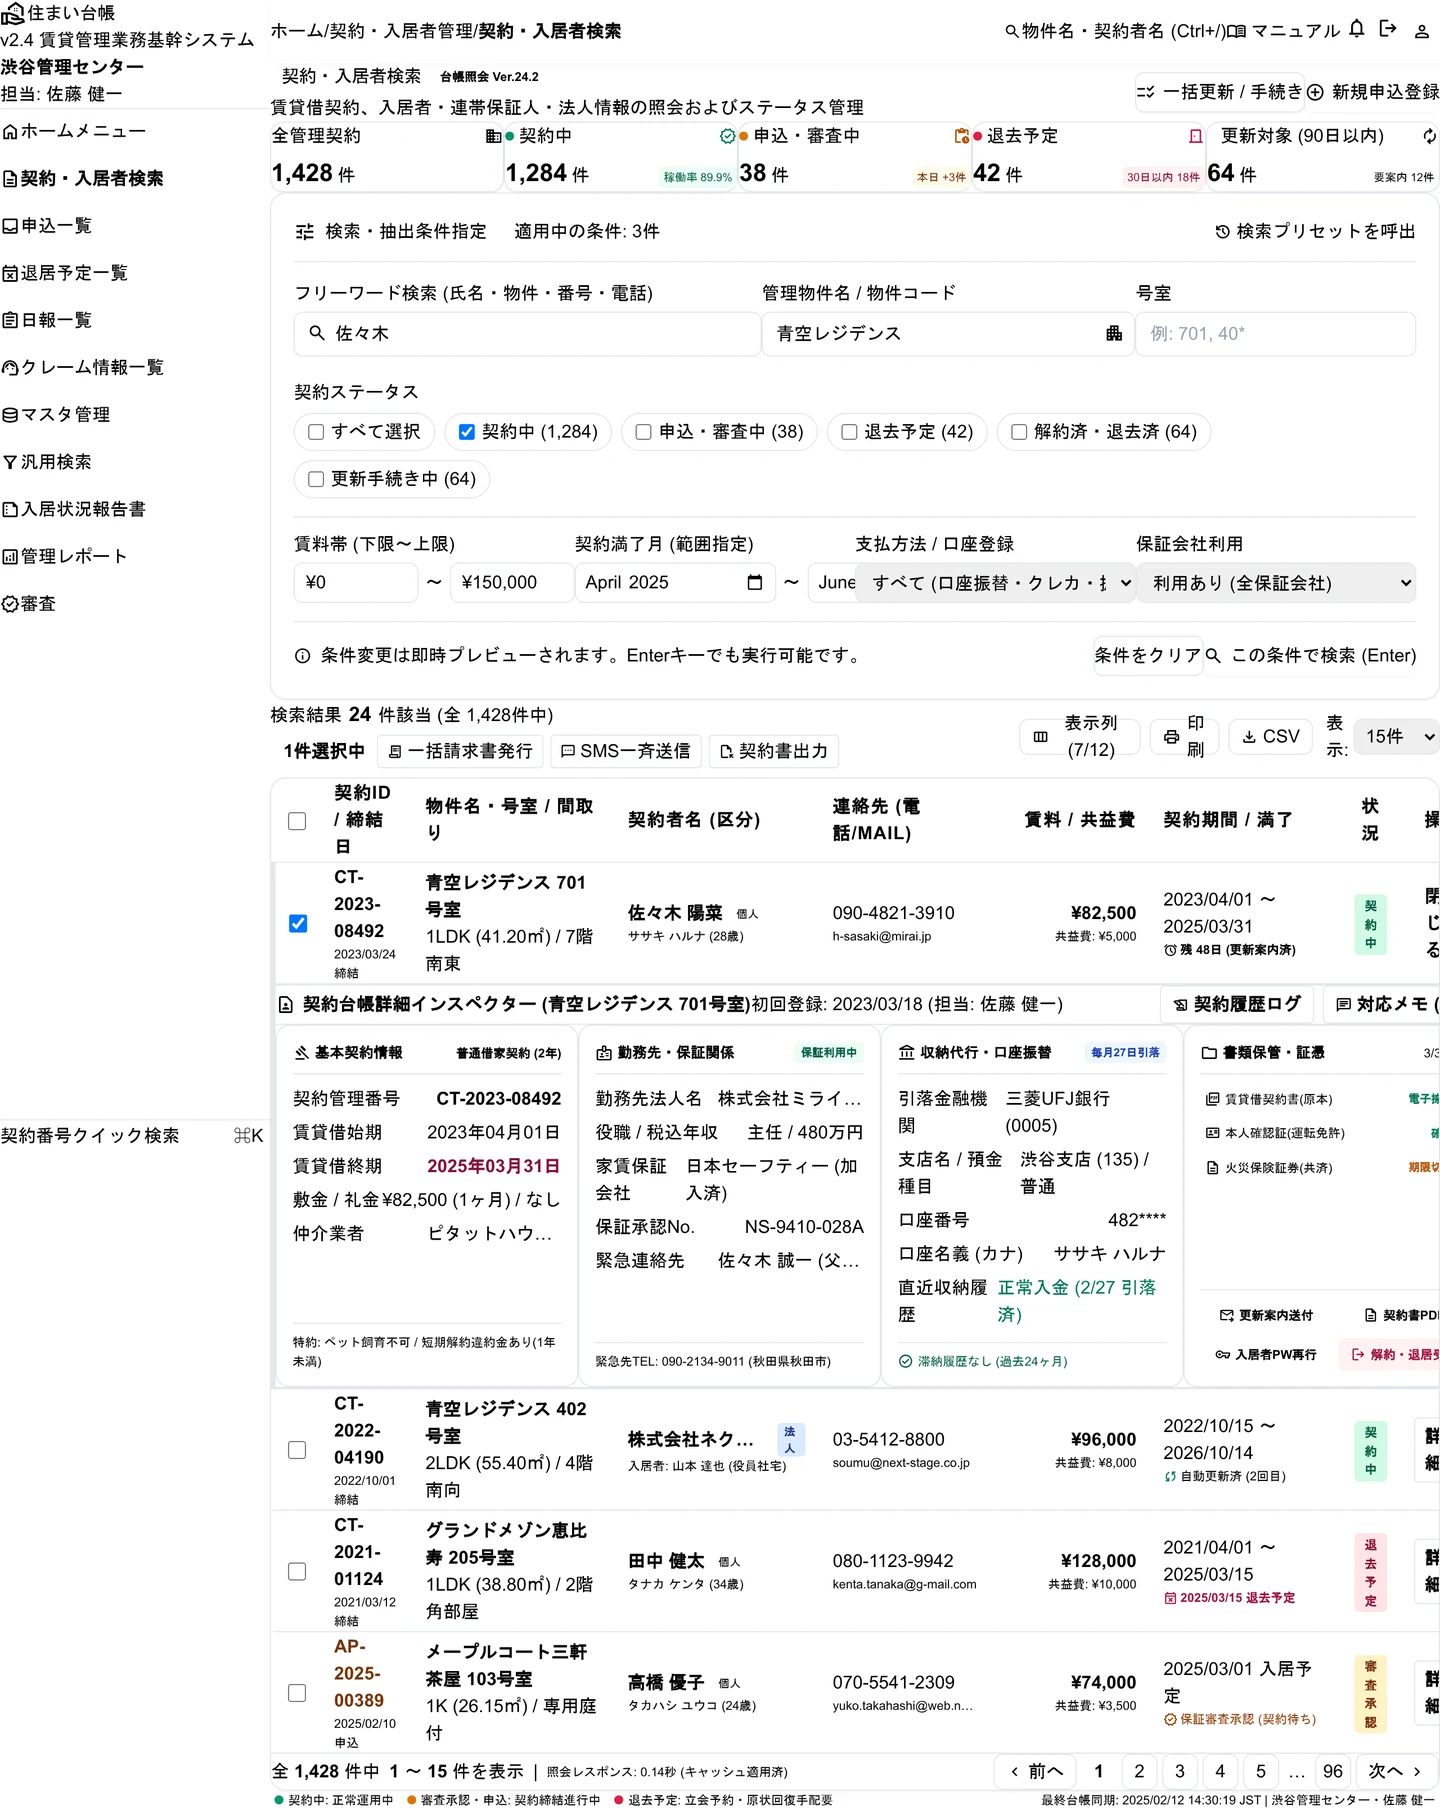 住まい台帳
v2.4 賃貸管理業務基幹システム
渋谷管理センター
担当: 佐藤 健一
ホームメニュー
契約・入居者検索
申込一覧
退居予定一覧
日報一覧
クレーム情報一覧
マスタ管理
汎用検索
入居状況報告書
管理レポート
審査
契約番号クイック検索 ⌘K
ホーム/契約・入居者管理/契約・入居者検索
物件名・契約者名 (Ctrl+/) マニュアル
契約・入居者検索 台帳照会 Ver.24.2
賃貸借契約、入居者・連帯保証人・法人情報の照会およびステータス管理
一括更新 / 手続き 新規申込登録
全管理契約
1,428 件
契約中
1,284 件 稼働率 89.9%
申込・審査中
38 件 本日 +3件
退去予定
42 件 30日以内 18件
更新対象 (90日以内)
64 件 要案内 12件
検索・抽出条件指定 適用中の条件: 3件 検索プリセットを呼出
フリーワード検索 (氏名・物件・番号・電話) 管理物件名 / 物件コード 号室
佐々木 青空レジデンス 例: 701, 40*
契約ステータス
すべて選択 契約中 (1,284) 申込・審査中 (38) 退去予定 (42) 解約済・退去済 (64)
更新手続き中 (64)
賃料帯 (下限〜上限) 契約満了月 (範囲指定) 支払方法 / 口座登録 保証会社利用
¥0 〜 ¥150,000 April 2025 〜 June すべて (口座振替・クレカ・ 利用あり (全保証会社)
条件変更は即時プレビューされます。Enterキーでも実行可能です。 条件をクリア この条件で検索 (Enter)
検索結果 24 件該当 (全 1,428件中)
1件選択中 一括請求書発行 SMS一斉送信 契約書出力
表示列
(7/12)
印
刷
CSV
表
示:
15件
契約ID
/ 締結
日
物件名・号室 / 間取
り
契約者名 (区分)
連絡先 (電
話/MAIL)
賃料 / 共益費
契約期間 / 満了
状
況
操
CT-
2023-
08492
2023/03/24
締結
青空レジデンス 701
号室
1LDK (41.20㎡) / 7階
南東
佐々木 陽菜 個人
ササキ ハルナ (28歳)
090-4821-3910
h-sasaki@mirai.jp
¥82,500
共益費: ¥5,000
2023/04/01 〜
2025/03/31
残 48日 (更新案内済)
契
約
中
閉
じ
る
契約台帳詳細インスペクター (青空レジデンス 701号室)初回登録: 2023/03/18 (担当: 佐藤 健一) 契約履歴ログ 対応メモ (
基本契約情報 普通借家契約 (2年)
契約管理番号 CT-2023-08492
賃貸借始期 2023年04月01日
賃貸借終期 2025年03月31日
敷金 / 礼金 ¥82,500 (1ヶ月) / なし
仲介業者 ピタットハウ…
特約: ペット飼育不可 / 短期解約違約金あり(1年
未満)
勤務先・保証関係 保証利用中
勤務先法人名 株式会社ミライ…
役職 / 税込年収 主任 / 480万円
家賃保証
会社
日本セーフティー (加
入済)
保証承認No. NS-9410-028A
緊急連絡先 佐々木 誠一 (父…
緊急先TEL: 090-2134-9011 (秋田県秋田市)
収納代行・口座振替 毎月27日引落
引落金融機
関
三菱UFJ銀行
(0005)
支店名 / 預金
種目
渋谷支店 (135) /
普通
口座番号 482****
口座名義 (カナ) ササキ ハルナ
直近収納履
歴
正常入金 (2/27 引落
済)
滞納履歴なし (過去24ヶ月)
書類保管・証憑 3/3
賃貸借契約書(原本) 電子
本人確認証(運転免許)
火災保険証券(共済) 期限
更新案内送付 契約書PD
入居者PW再行 解約・退居
CT-
2022-
04190
2022/10/01
締結
青空レジデンス 402
号室
2LDK (55.40㎡) / 4階
南向
株式会社ネク…
法
人
入居者: 山本 達也 (役員社宅)
03-5412-8800
soumu@next-stage.co.jp
¥96,000
共益費: ¥8,000
2022/10/15 〜
2026/10/14
自動更新済 (2回目)
契
約
中
詳
細
CT-
2021-
01124
2021/03/12
締結
グランドメゾン恵比
寿 205号室
1LDK (38.80㎡) / 2階
角部屋
田中 健太 個人
タナカ ケンタ (34歳)
080-1123-9942
kenta.tanaka@g-mail.com
¥128,000
共益費: ¥10,000
2021/04/01 〜
2025/03/15
2025/03/15 退去予定
退
去
予
定
詳
細
AP-
2025-
00389
2025/02/10
申込
メープルコート三軒
茶屋 103号室
1K (26.15㎡) / 専用庭
付
高橋 優子 個人
タカハシ ユウコ (24歳)
070-5541-2309
yuko.takahashi@web.n…
¥74,000
共益費: ¥3,500
2025/03/01 入居予
定
保証審査承認 (契約待ち)
審
査
承
認
詳
細
全 1,428 件中 1 〜 15 件を表示 | 照会レスポンス: 0.14秒 (キャッシュ適用済) 前へ 1 2 3 4 5 … 96 次へ
契約中: 正常運用中 審査承認・申込: 契約締結進行中 退去予定: 立会予約・原状回復手配要 最終台帳同期: 2025/02/12 14:30:19 JST | 渋谷管理センター・佐藤 健一